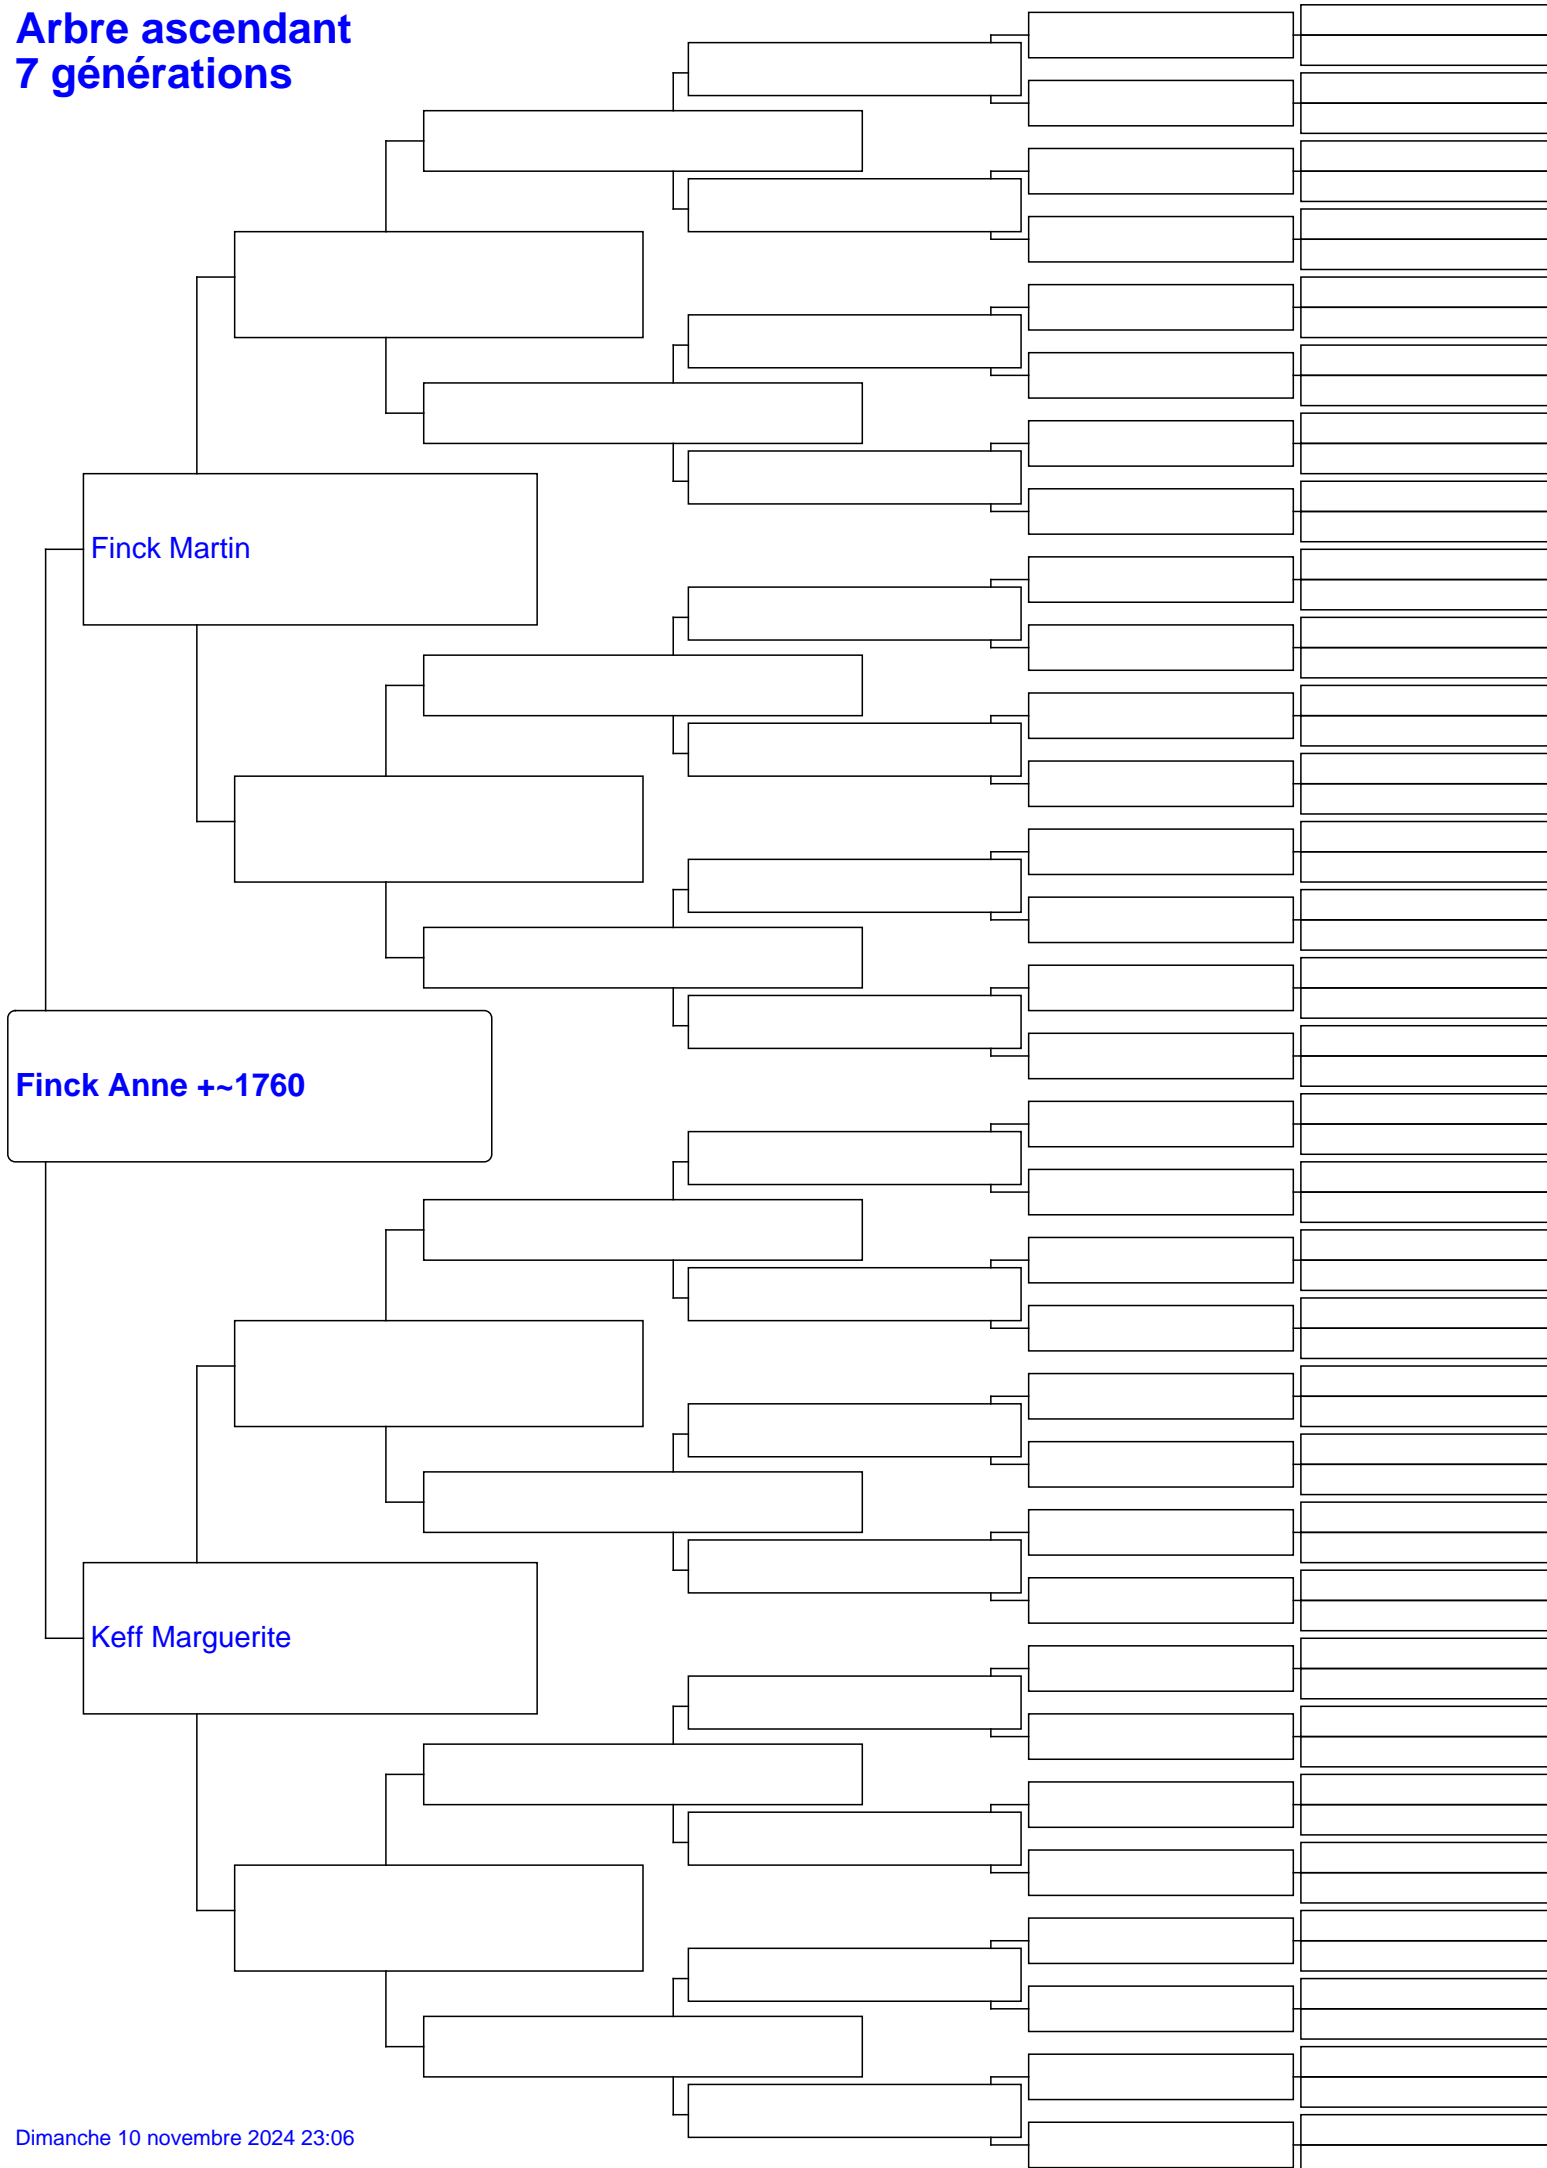 Arbre ascendant
7 générations
Finck Martin
Finck Anne +~1760
Keff Marguerite
Dimanche 10 novembre 2024 23:06